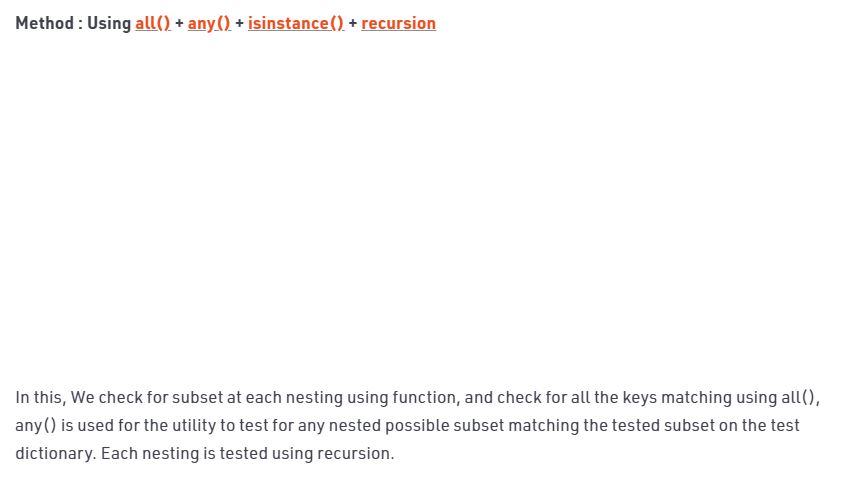 Method : Using all() + any() + isinstance() + recursion
In this, We check for subset at each nesting using function, and check for all the keys matching using all(),
any() is used for the utility to test for any nested possible subset matching the tested subset on the test
dictionary. Each nesting is tested using recursion.